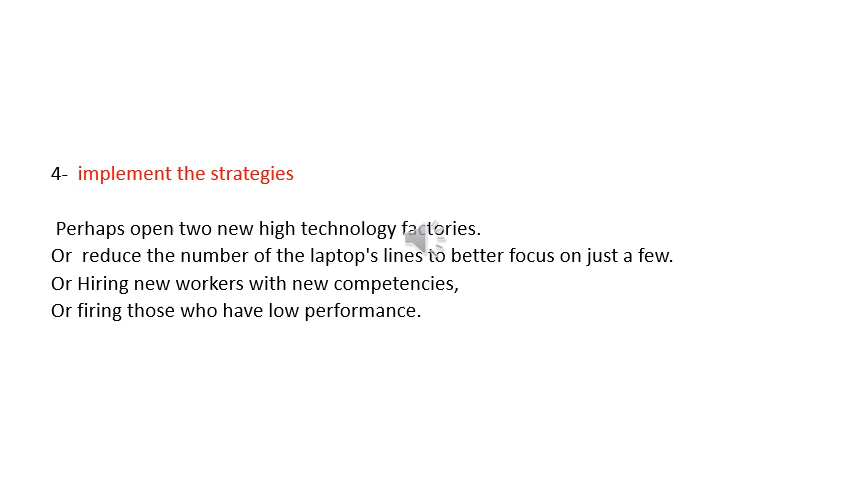 4- implement the strategies
Perhaps open two new high technology factories.
Or reduce the number of the laptop's lines to better focus on just a few.
Or Hiring new workers with new competencies,
Or firing those who have low performance.